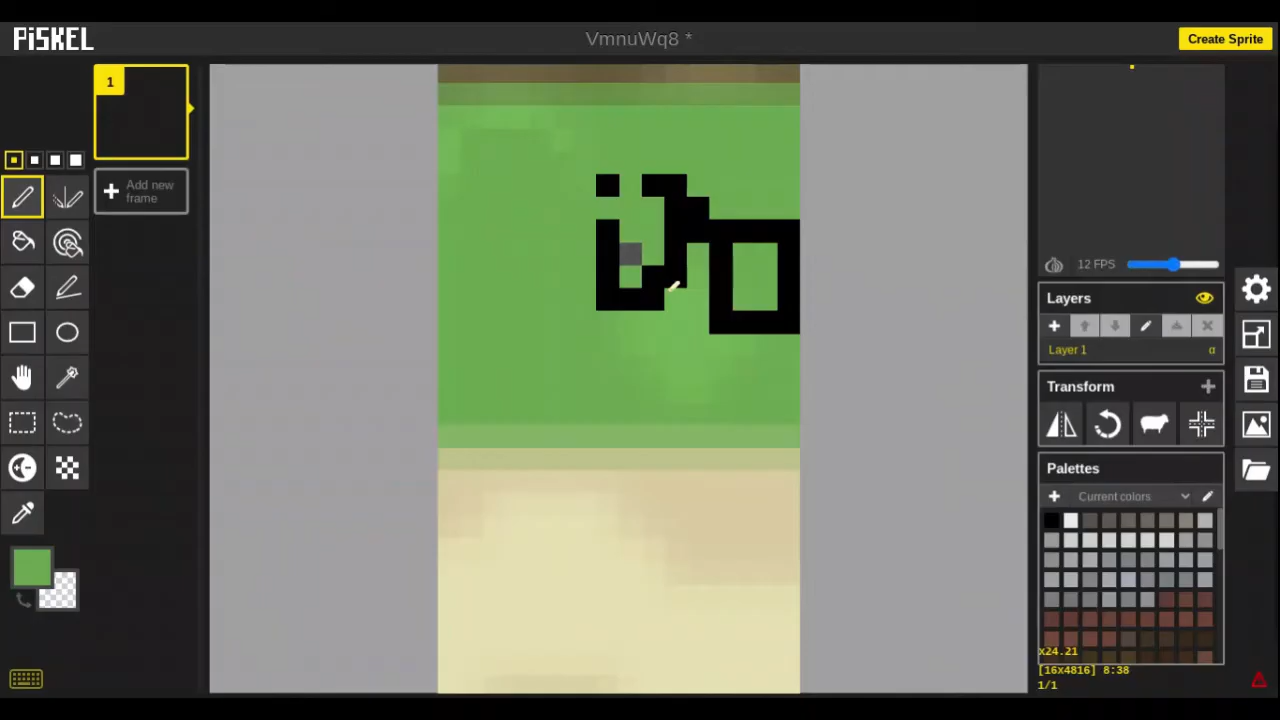 PiSKEL
VmnuWq8 *
Create Sprite
1
Add new
frame
12 FPS
Layers
Layer 1
α
Transform
Palettes
Current colors
x24.21
[16x4816] 8:38
1/1